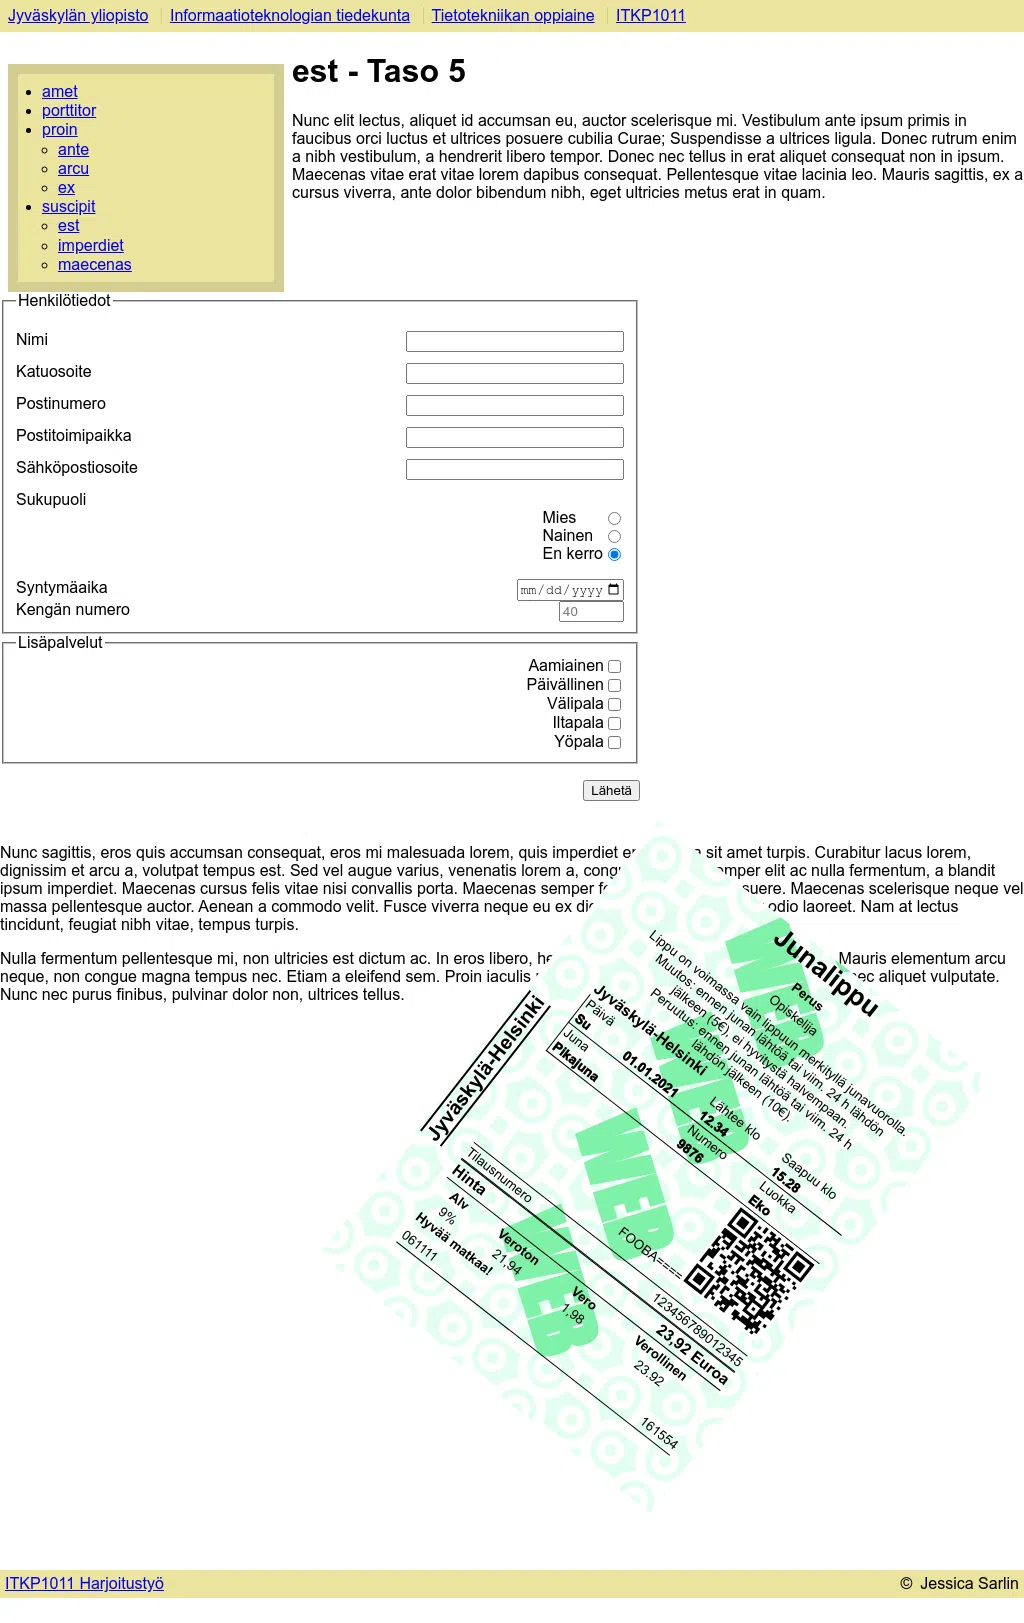 Jyväskylän yliopisto Informaatioteknologian tiedekunta Tietotekniikan oppiaine ITKP1011
amet
porttitor
proin
ante
arcu
ex
suscipit
est
imperdiet
maecenas
est - Taso 5
Nunc elit lectus, aliquet id accumsan eu, auctor scelerisque mi. Vestibulum ante ipsum primis in
faucibus orci luctus et ultrices posuere cubilia Curae; Suspendisse a ultrices ligula. Donec rutrum enim
a nibh vestibulum, a hendrerit libero tempor. Donec nec tellus in erat aliquet consequat non in ipsum.
Maecenas vitae erat vitae lorem dapibus consequat. Pellentesque vitae lacinia leo. Mauris sagittis, ex a
cursus viverra, ante dolor bibendum nibh, eget ultricies metus erat in quam.
Henkilötiedot
Nimi
Katuosoite
Postinumero
Postitoimipaikka
Sähköpostiosoite
Sukupuoli
Mies
Nainen
En kerro
Syntymäaika mm/dd/yyyy
Kengän numero 40
Lisäpalvelut
Aamiainen
Päivällinen
Välipala
Iltapala
Yöpala
Lähetä
Nunc sagittis, eros quis accumsan consequat, eros mi malesuada lorem, quis imperdiet sit amet turpis. Curabitur lacus lorem,
dignissim et arcu a, volutpat tempus est. Sed vel augue varius, venenatis lorem a, elit ac nulla fermentum, a blandit
ipsum imperdiet. Maecenas cursus felis vitae nisi convallis porta. Maecenas semper Maecenas scelerisque neque vel
massa pellentesque auctor. Aenean a commodo velit. Fusce viverra neque eu ex odio laoreet. Nam at lectus
tincidunt, feugiat nibh vitae, tempus turpis.
Nulla fermentum pellentesque mi, non ultricies est dictum ac. In eros libero, Mauris elementum arcu
neque, non congue magna tempus nec. Etiam a eleifend sem. Proin iaculis aliquet vulputate.
Nunc nec purus finibus, pulvinar dolor non, ultrices tellus.
Junalippu
Perus
Opiskelija
Lippu on voimassa vain lippuun merkityllä junavuorolla.
Muutos: ennen junan lähtöä tai viim. 24 h lähdön
jälkeen (5€), ei hyvitystä halvempaan.
Peruutus: ennen junan lähtöä tai viim. 24 h
lähdön jälkeen (10€).
Jyväskylä-Helsinki
Jyväskylä-Helsinki
Päivä Lähtee klo Saapuu klo
Su 01.01.2021 12.34 15.28
Juna Numero Luokka
Pikajuna 9876 Eko
WEB
WEB
WEB
WEB
FOOBA====
Tilausnumero 123456789012345
Hinta 23,92 Euroa
Alv Veroton Vero Verollinen
9% 21,94 1,98 23.92
Hyvää matkaa!
061111 161554
ITKP1011 Harjoitustyö © Jessica Sarlin